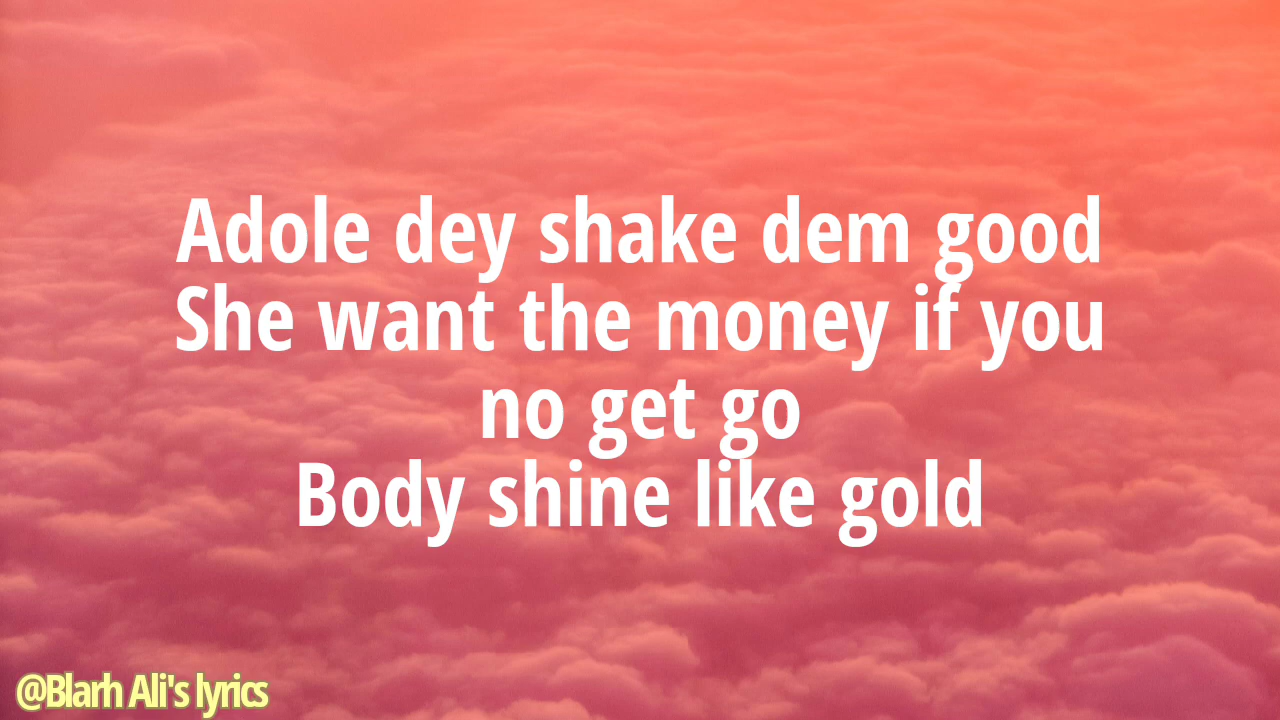 Adole dey shake dem good
She want the money if you
no get go
Body shine like gold
@Blarh Ali's lyrics